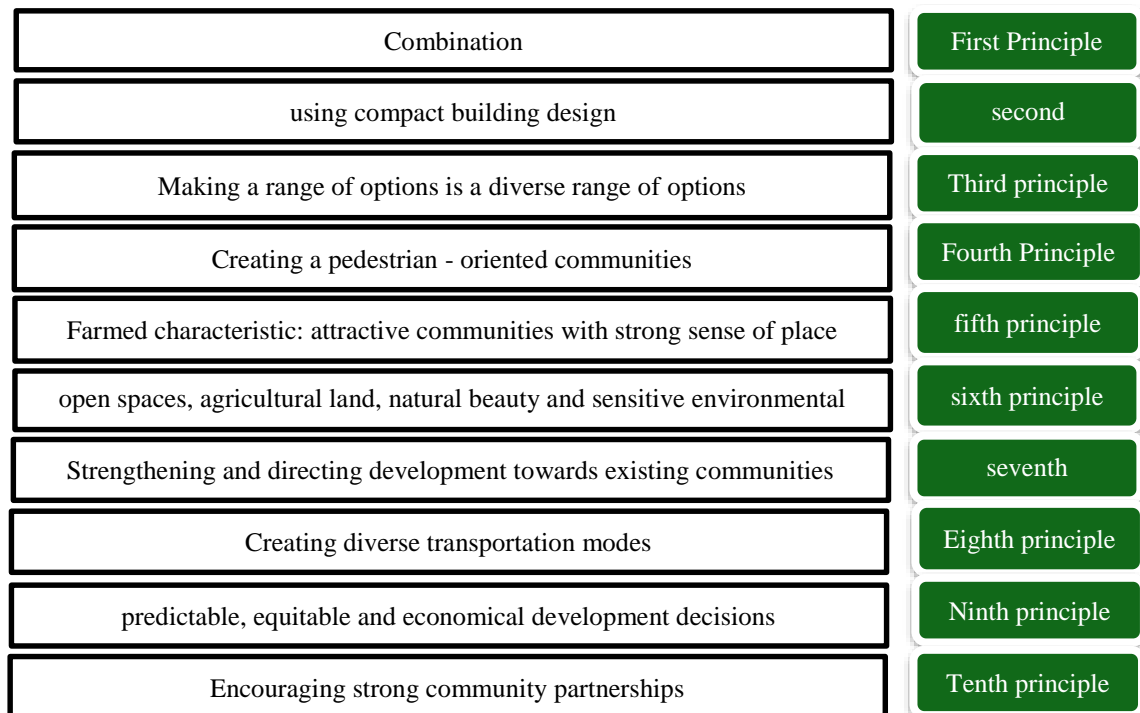 Combination
First Principle
using compact building design
second
Making a range of options is a diverse range of options
Third principle
Creating a pedestrian - oriented communities
Fourth Principle
Farmed characteristic: attractive communities with strong sense of place
fifth principle
open spaces, agricultural land, natural beauty and sensitive environmental
sixth principle
Strengthening and directing development towards existing communities
seventh
Creating diverse transportation modes
Eighth principle
predictable, equitable and economical development decisions
Ninth principle
Encouraging strong community partnerships
Tenth principle